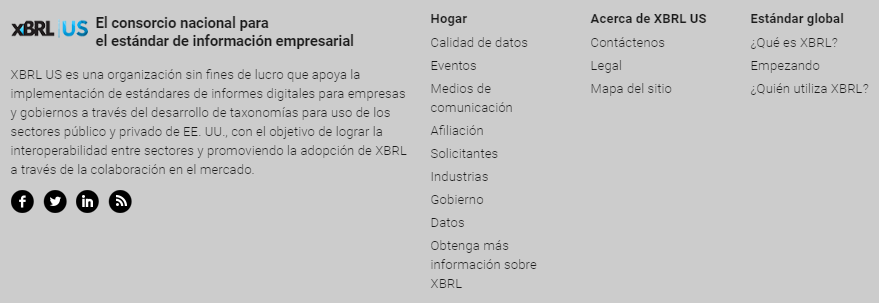 XBRL US
El consorcio nacional para
el estándar de información empresarial
XBRL US es una organización sin fines de lucro que apoya la
implementación de estándares de informes digitales para empresas
y gobiernos a través del desarrollo de taxonomías para uso de los
sectores público y privado de EE. UU., con el objetivo de lograr la
interoperabilidad entre sectores y promoviendo la adopción de XBRL
a través de la colaboración en el mercado.
Hogar
Calidad de datos
Eventos
Medios de
comunicación
Afiliación
Solicitantes
Industrias
Gobierno
Datos
Obtenga más
información sobre
XBRL
Acerca de XBRL US
Contáctenos
Legal
Mapa del sitio
Estándar global
¿Qué es XBRL?
Empezando
¿Quién utiliza XBRL?